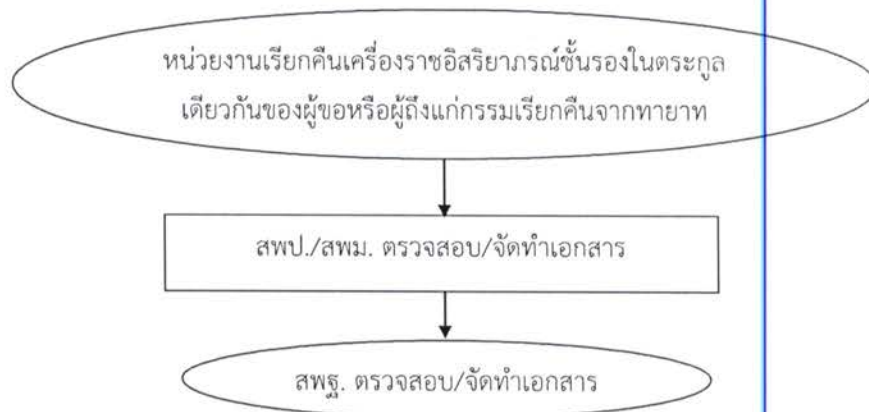 หน่วยงานเรียกคืนเครื่องราชอิสริยาภรณ์ชั้นรองในตระกูล
เดียวกันของผู้ขอหรือผู้ถึงแก่กรรมเรียกคืนจากทายาท
สพป./สพม. ตรวจสอบ/จัดทำเอกสาร
สพฐ. ตรวจสอบ/จัดทำเอกสาร